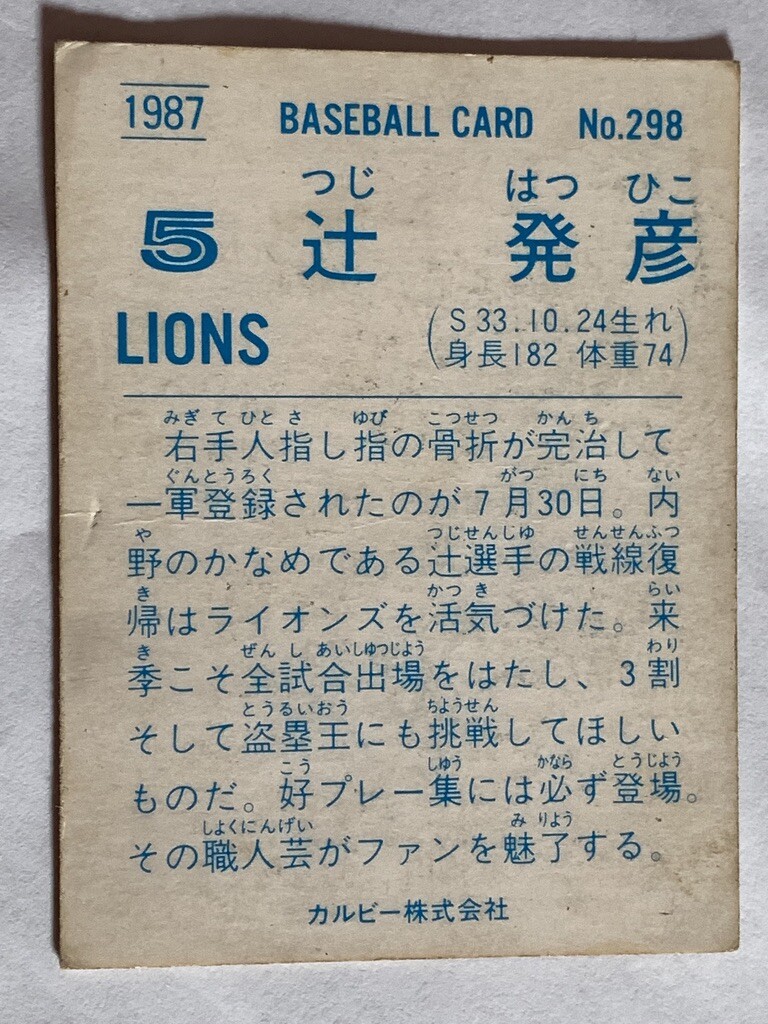 1987 BASEBALL CARD No.298
つじ はつ ひこ
5 辻 発彦
LIONS
(S33.10.24生れ
身長182 体重74)
みぎ て ひと さ ゆび こつせつ かん ち
右手人指し指の骨折が完治して
ぐんとうろく がつ にち ない
一軍登録されたのが7月30日。内
や つじせんしゆ せんせんふつ
野のかなめである辻選手の戦線復
き かつ き らい
帰はライオンズを活気づけた。来
き ぜん し あいしゆつじよう わり
季こそ全試合出場をはたし、3割
とうるいおう ちようせん
そして盗塁王にも挑戦してほしい
こう しゆう かなら とうじよう
ものだ。好プレー集には必ず登場。
しよくにんげい み りよう
その職人芸がファンを魅了する。
カルビー株式会社